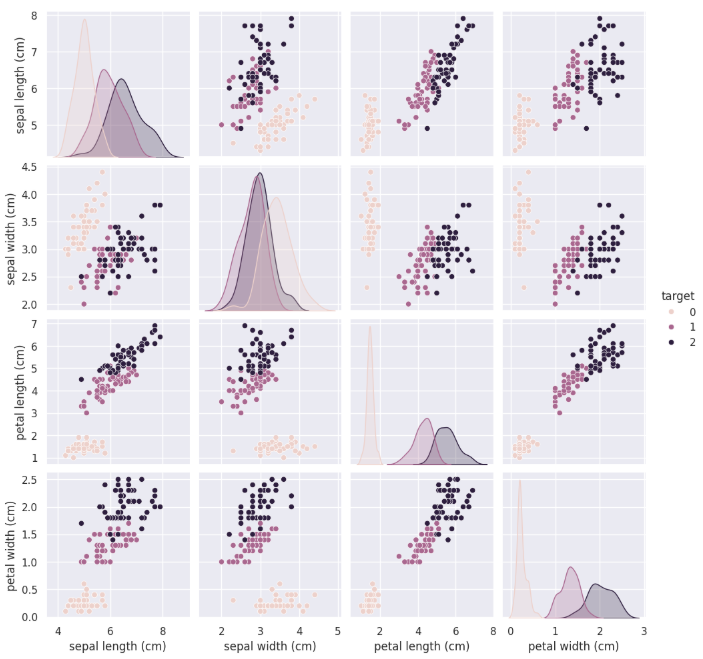 sepal length (cm)
8
7
6
5
sepal width (cm)
4.5
4.0
3.5
3.0
2.5
2.0
target
0
1
2
petal length (cm)
7
6
5
4
3
2
1
petal width (cm)
2.5
2.0
1.5
1.0
0.5
0.0
4 6 8
2 3 4 5
2 4 6 8
0 1 2 3
sepal length (cm)
sepal width (cm)
petal length (cm)
petal width (cm)